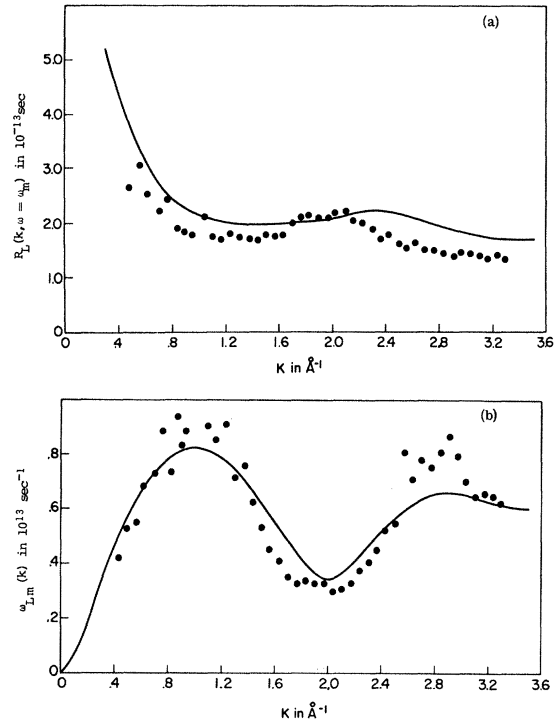 (a)
5.0
4.0
3.0
2.0
1.0
0
R_L (k, ω = ω_m) in 10⁻¹³ sec
0 .4 .8 1.2 1.6 2.0 2.4 2.8 3.2 3.6
K in Å⁻¹
(b)
1.0
.8
.6
.4
.2
0
ω_Lm (k) in 10¹³ sec⁻¹
0 .4 .8 1.2 1.6 2.0 2.4 2.8 3.2 3.6
K in Å⁻¹